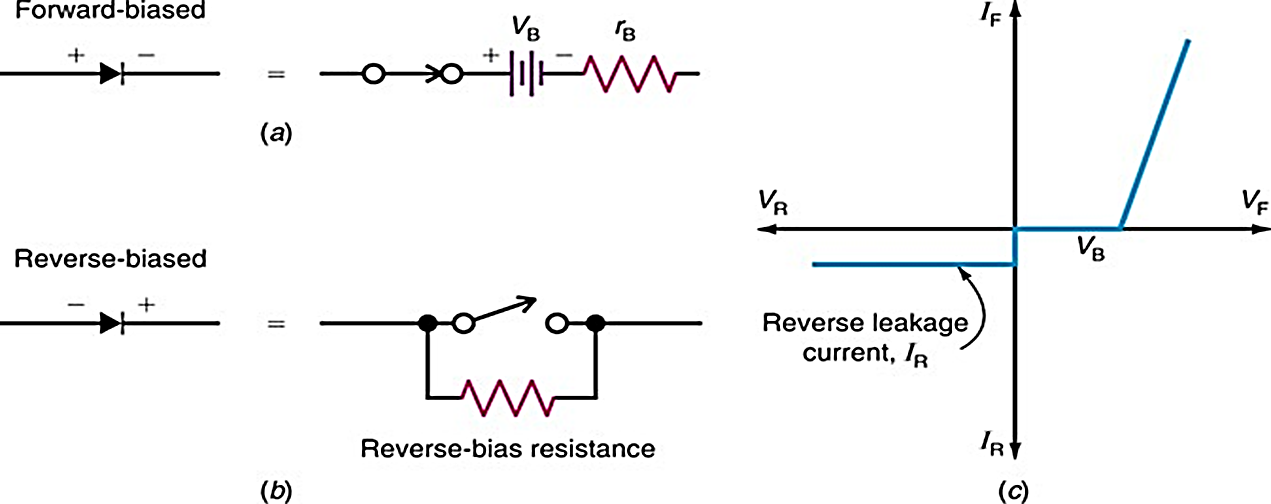 Forward-biased
+ −
=
+ V_B −
r_B
(a)
Reverse-biased
− +
=
Reverse-bias resistance
(b)
I_F
V_R
V_F
V_B
Reverse leakage
current, I_R
I_R
(c)